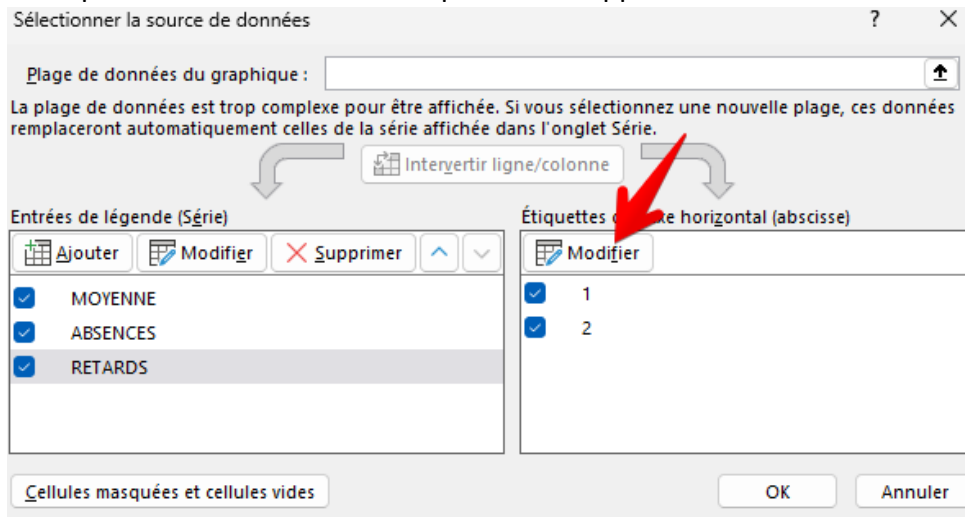 Sélectionner la source de données ? ×
Plage de données du graphique :
La plage de données est trop complexe pour être affichée. Si vous sélectionnez une nouvelle plage, ces données
remplaceront automatiquement celles de la série affichée dans l'onglet Série.
Intervertir ligne/colonne
Entrées de légende (Série)
Ajouter Modifier Supprimer
MOYENNE
ABSENCES
RETARDS
Étiquettes horizontal (abscisse)
Modifier
1
2
Cellules masquées et cellules vides
OK Annuler